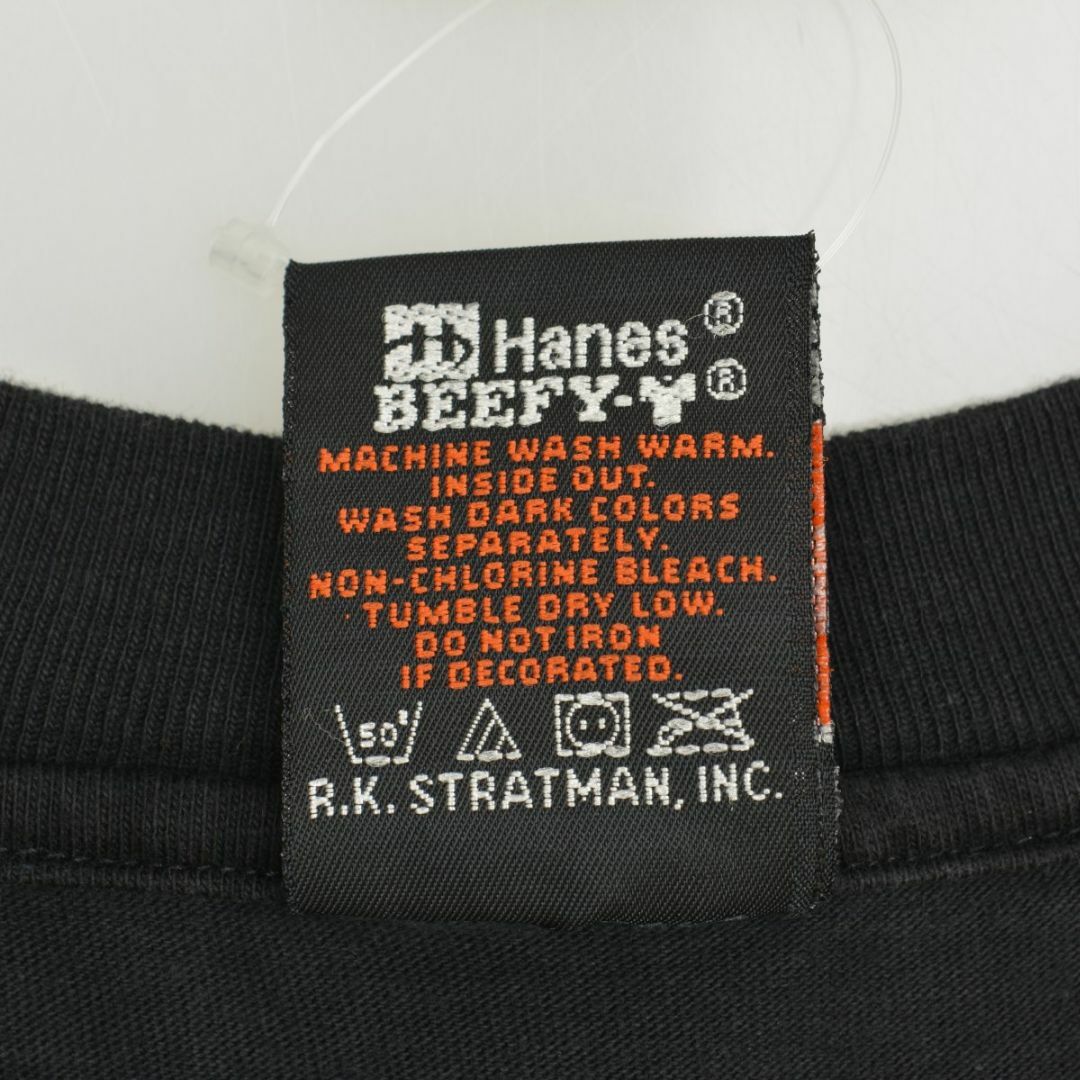 Hanes®
BEEFY-T®
MACHINE WASH WARM.
INSIDE OUT.
WASH DARK COLORS
SEPARATELY.
NON-CHLORINE BLEACH.
TUMBLE DRY LOW.
DO NOT IRON
IF DECORATED.
50°
R.K. STRATMAN, INC.